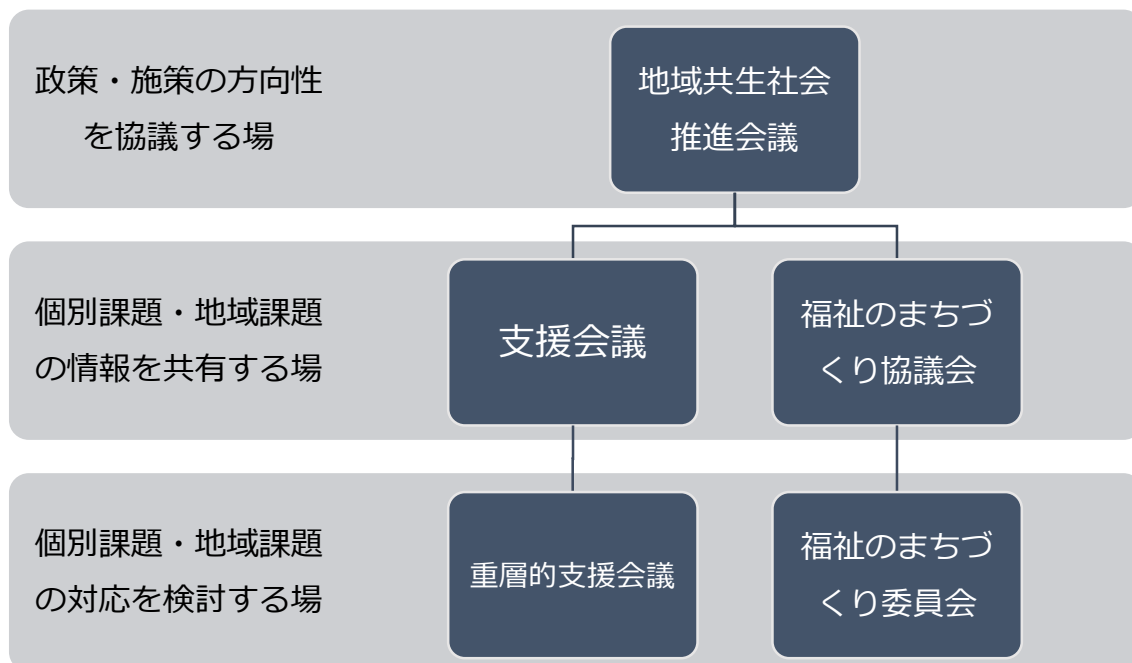 政策・施策の方向性
を協議する場
地域共生社会
推進会議
個別課題・地域課題
の情報を共有する場
支援会議
福祉のまちづ
くり協議会
個別課題・地域課題
の対応を検討する場
重層的支援会議
福祉のまちづ
くり委員会